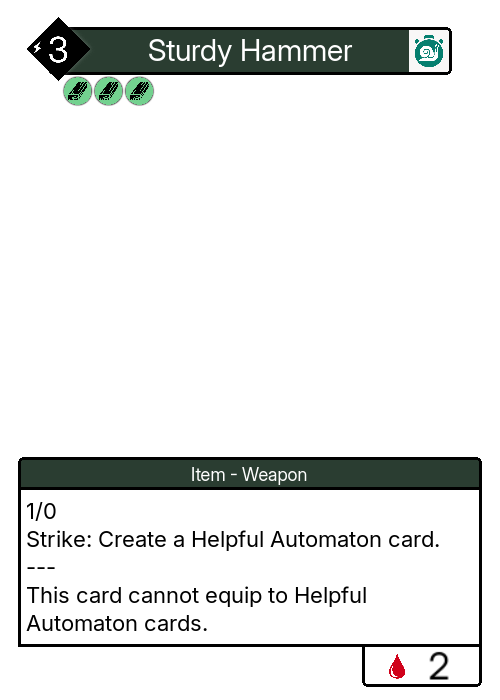 3
Sturdy Hammer
Item - Weapon
1/0
Strike: Create a Helpful Automaton card.
---
This card cannot equip to Helpful
Automaton cards.
2